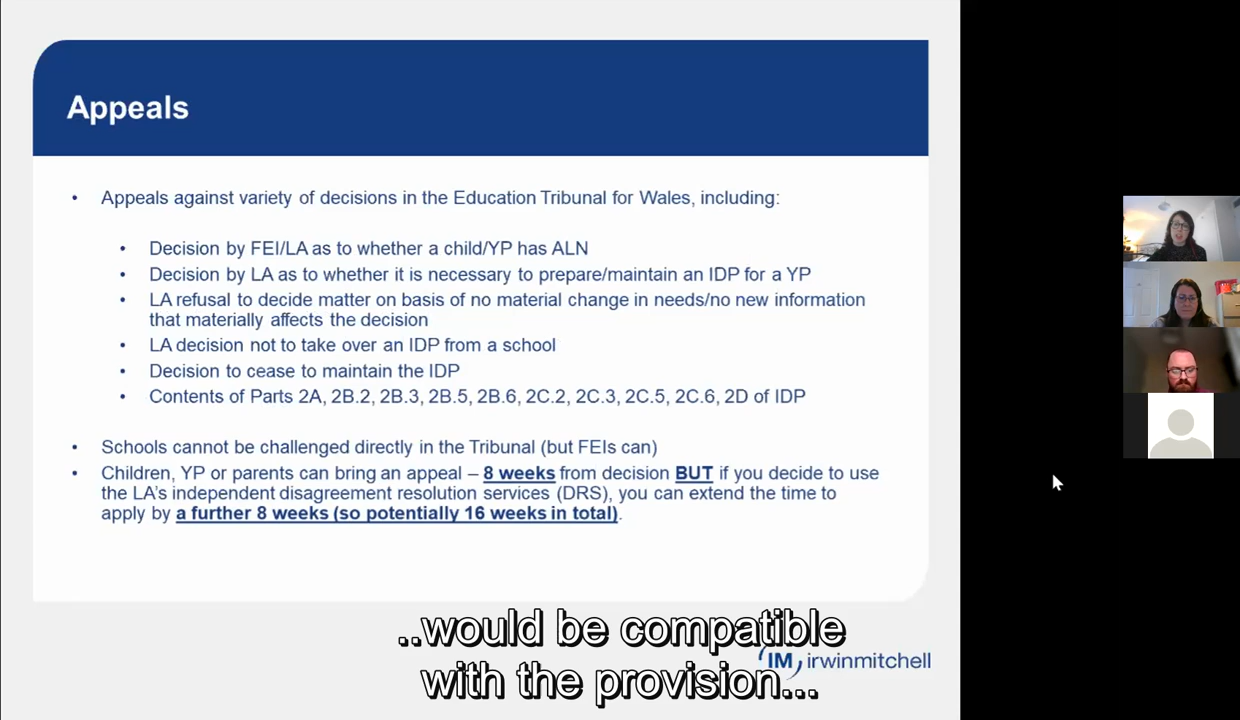 Appeals
• Appeals against variety of decisions in the Education Tribunal for Wales, including:
• Decision by FEI/LA as to whether a child/YP has ALN
• Decision by LA as to whether it is necessary to prepare/maintain an IDP for a YP
• LA refusal to decide matter on basis of no material change in needs/no new information
that materially affects the decision
• LA decision not to take over an IDP from a school
• Decision to cease to maintain the IDP
• Contents of Parts 2A, 2B.2, 2B.3, 2B.5, 2B.6, 2C.2, 2C.3, 2C.5, 2C.6, 2D of IDP
• Schools cannot be challenged directly in the Tribunal (but FEIs can)
• Children, YP or parents can bring an appeal – 8 weeks from decision BUT if you decide to use
the LA's independent disagreement resolution services (DRS), you can extend the time to
apply by a further 8 weeks (so potentially 16 weeks in total).
..would be compatible
with the provision...
IM irwinmitchell